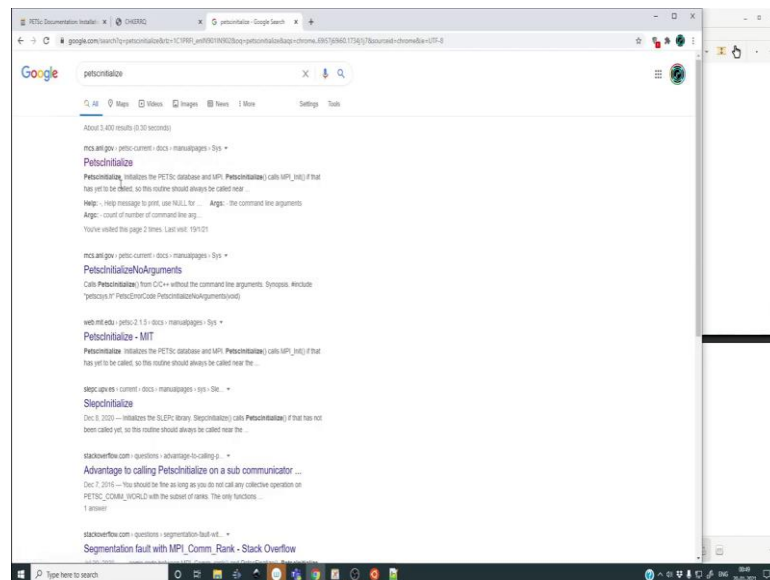 PETSc: Documentation: Installat
CHEERRQ
petscinitialize - Google Search
Google
petscinitialize
All Maps Videos Images News More Settings Tools
About 3,400 results (0.30 seconds)
mcs.anl.gov › petsc-current › docs › manualpages › Sys
PetscInitialize
PetscInitialize. Initializes the PETSc database and MPI. PetscInitialize() calls MPI_Init() if that
has yet to be called, so this routine should always be called near ...
Help: -, Help message to print, use NULL for ... Args: - the command line arguments
Argc: - count of number of command line arg...
You've visited this page 2 times. Last visit: 19/1/21
mcs.anl.gov › petsc-current › docs › manualpages › Sys
PetscInitializeNoArguments
Calls PetscInitialize() from C/C++ without the command line arguments. Synopsis. #include
"petscsys.h" PetscErrorCode PetscInitializeNoArguments(void)
web.mit.edu › petsc-2.1.5 › docs › manualpages › Sys
PetscInitialize - MIT
PetscInitialize. Initializes the PETSc database and MPI. PetscInitialize() calls MPI_Init() if that
has yet to be called, so this routine should always be called near the ...
slepc.upv.es › current › docs › manualpages › sys › Sle...
SlepcInitialize
Dec 8, 2020 — Initializes the SLEPc library. SlepcInitialize() calls PetscInitialize() if that has not
been called yet, so this routine should always be called near the ...
stackoverflow.com › questions › advantage-to-calling-p...
Advantage to calling PetscInitialize on a sub communicator ...
Dec 7, 2016 — You should be fine as long as you do not call any collective operation on
PETSC_COMM_WORLD with the subset of ranks. The only functions ...
1 answer
stackoverflow.com › questions › segmentation-fault-wit...
Segmentation fault with MPI_Comm_Rank - Stack Overflow
Type here to search
ENG